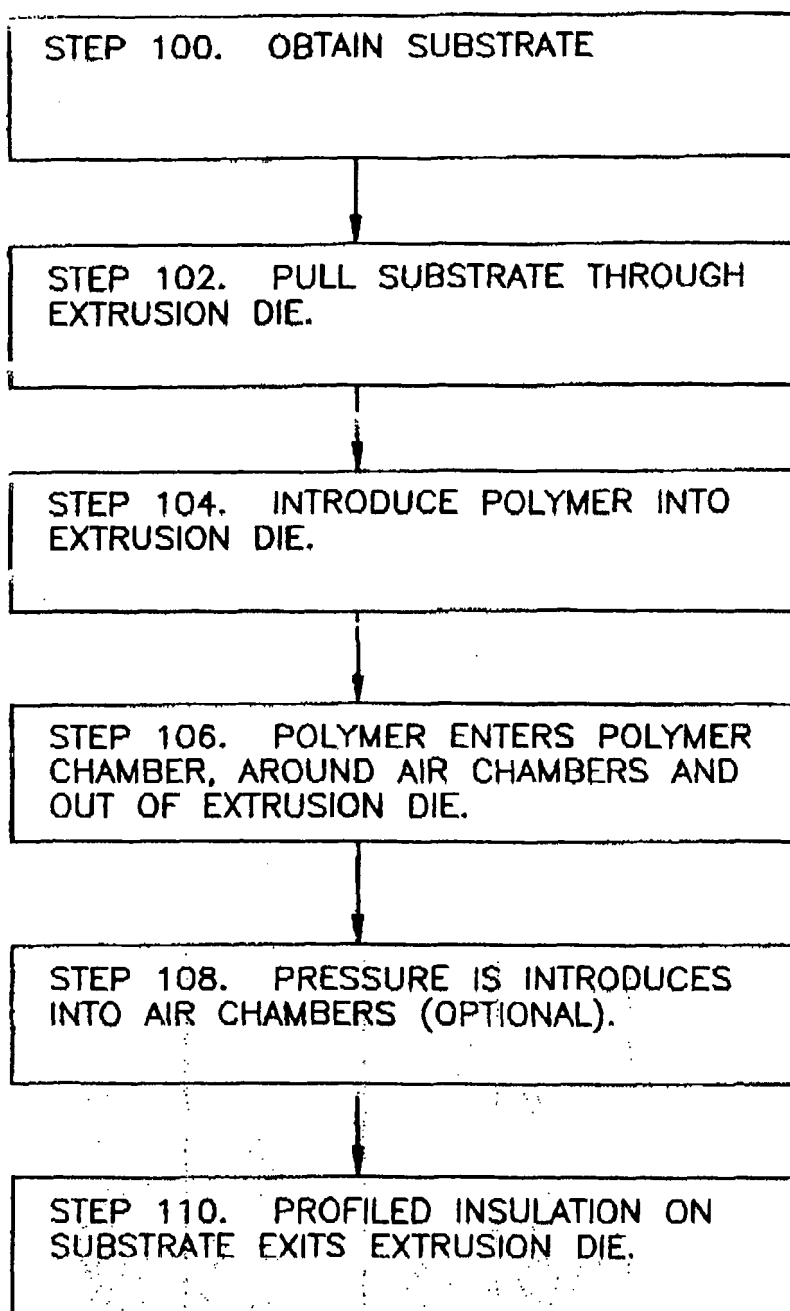 STEP 100. OBTAIN SUBSTRATE
STEP 102. PULL SUBSTRATE THROUGH
EXTRUSION DIE.
STEP 104. INTRODUCE POLYMER INTO
EXTRUSION DIE.
STEP 106. POLYMER ENTERS POLYMER
CHAMBER, AROUND AIR CHAMBERS AND
OUT OF EXTRUSION DIE.
STEP 108. PRESSURE IS INTRODUCES
INTO AIR CHAMBERS (OPTIONAL).
STEP 110. PROFILED INSULATION ON
SUBSTRATE EXITS EXTRUSION DIE.